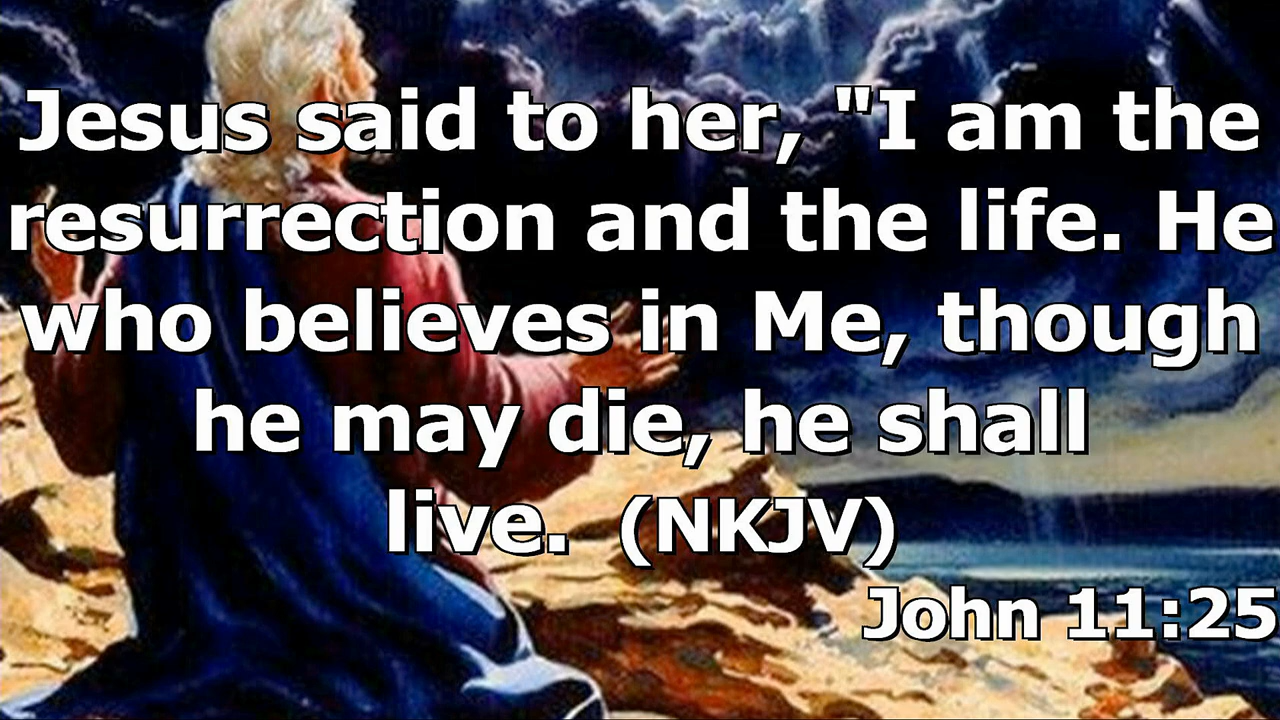 Jesus said to her, "I am the
resurrection and the life. He
who believes in Me, though
he may die, he shall
live. (NKJV)
John 11:25